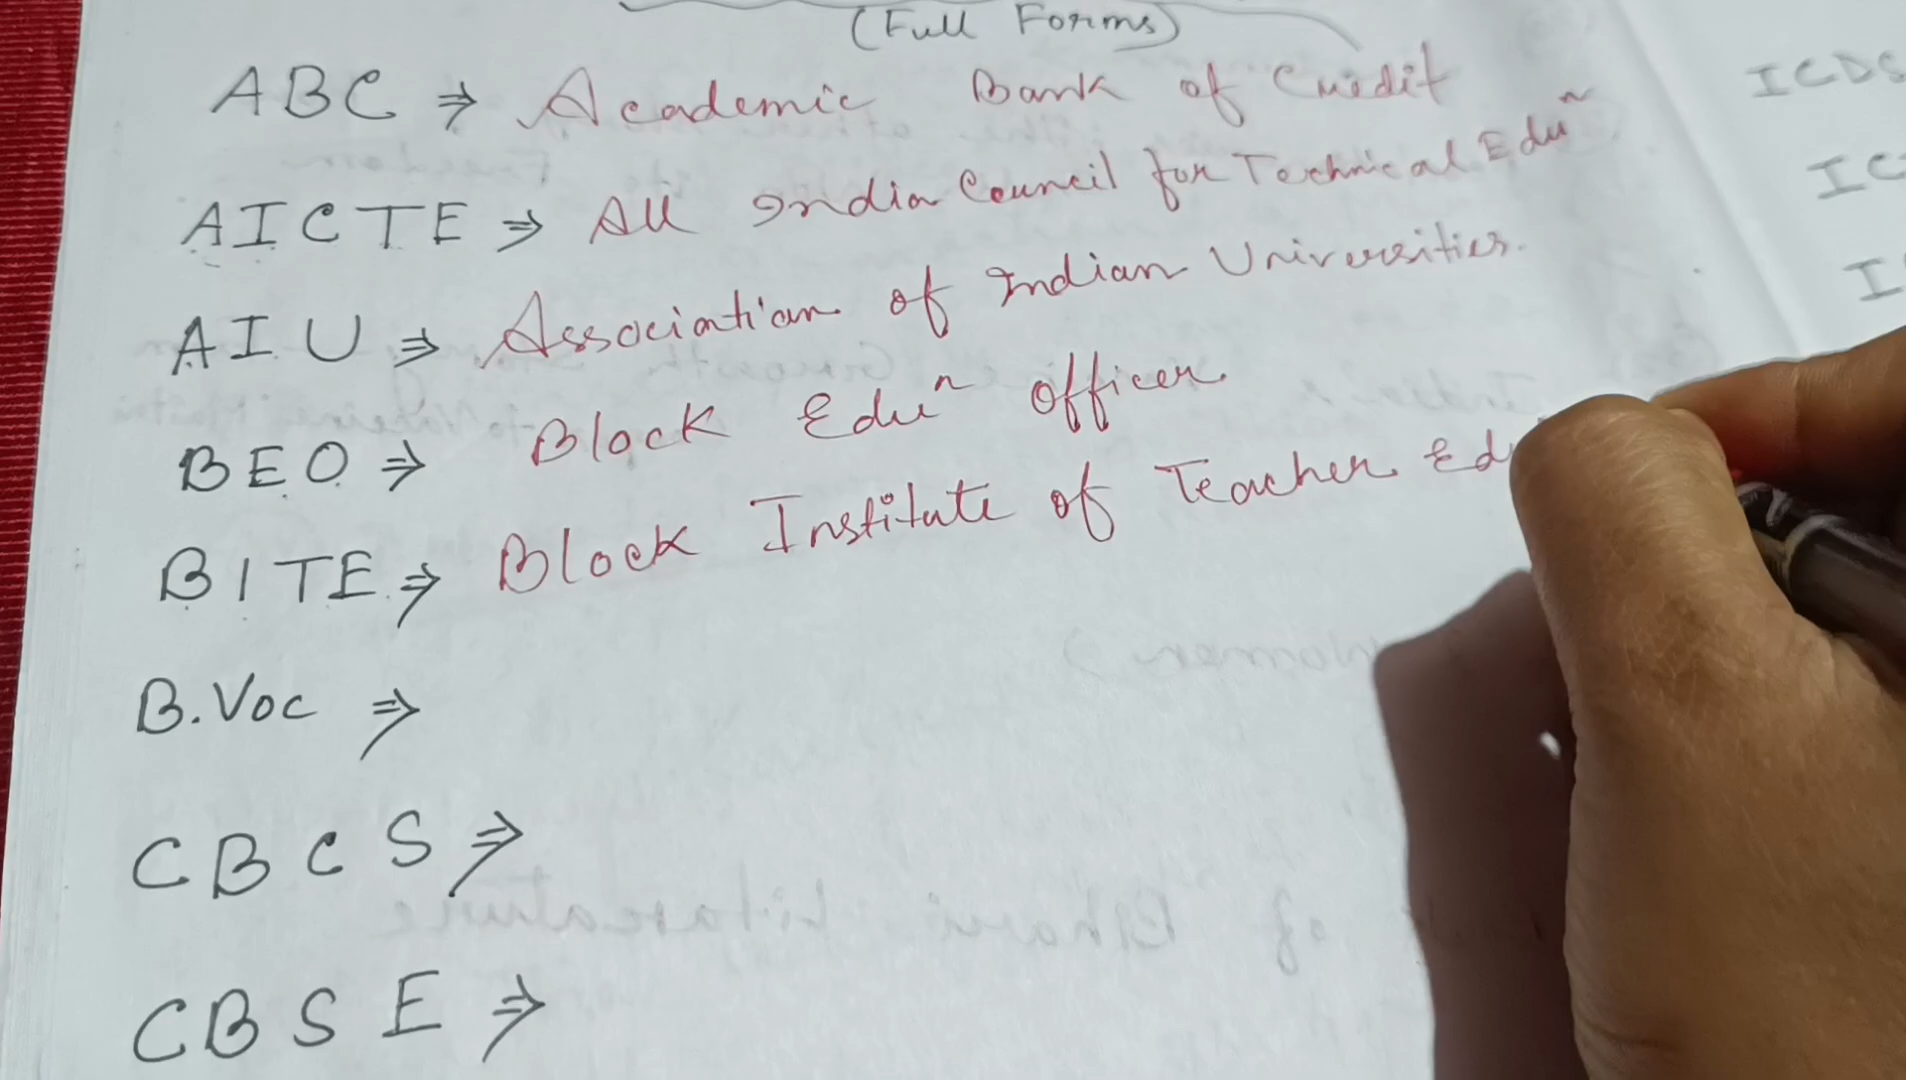 (Full Forms)
ABC ⇒ Academic Bank of Credit
AICTE ⇒ All India Council for Technical Eduⁿ
AIU ⇒ Association of Indian Universities.
BEO ⇒ Block Eduⁿ officer
BITE ⇒ Block Institute of Teacher Ed
B.Voc ⇒
CBCS ⇒
CBSE ⇒
ICDS
IC
I